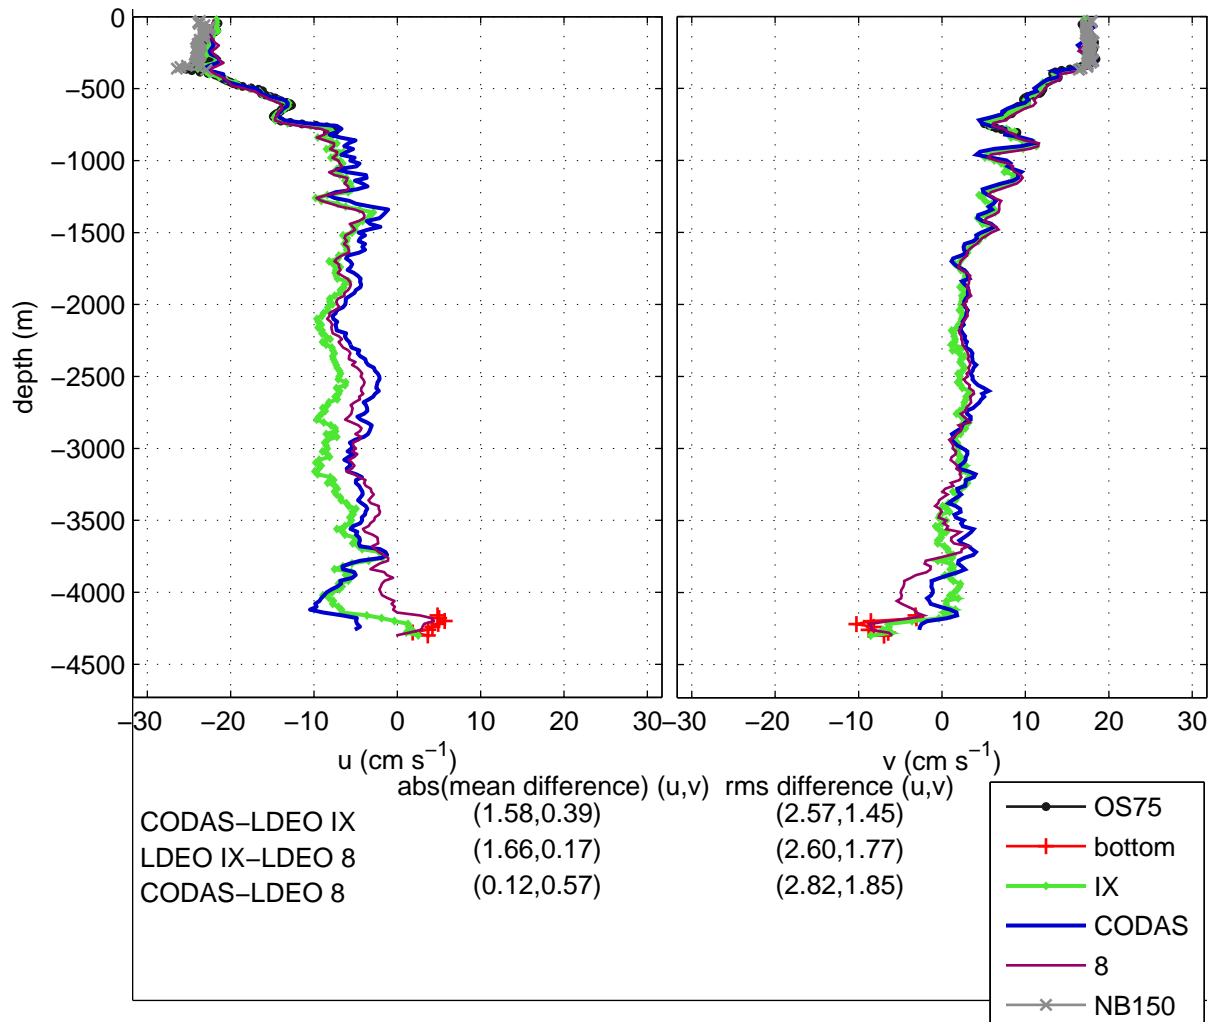 0
−500
−1000
−1500
−2000
−2500
−3000
−3500
−4000
−4500
depth (m)
−30 −20 −10 0 10 20 30
u (cm s−1)
−30 −20 −10 0 10 20 30
v (cm s−1)
abs(mean difference) (u,v) rms difference (u,v)
CODAS−LDEO IX (1.58,0.39) (2.57,1.45)
LDEO IX−LDEO 8 (1.66,0.17) (2.60,1.77)
CODAS−LDEO 8 (0.12,0.57) (2.82,1.85)
OS75
bottom
IX
CODAS
8
NB150